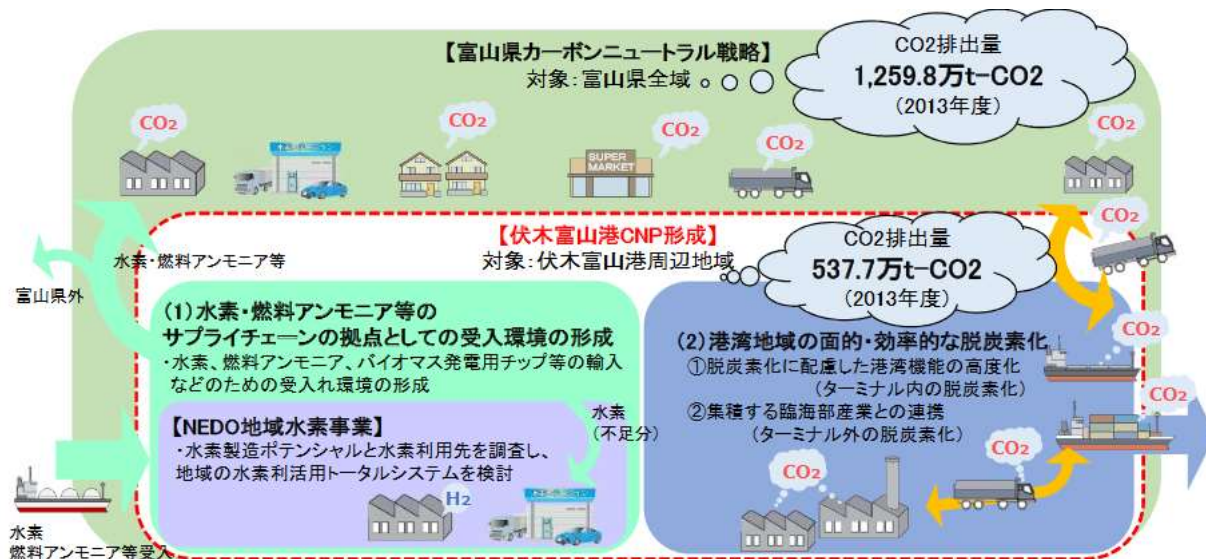 【富山県カーボンニュートラル戦略】
対象:富山県全域
CO2排出量
1,259.8万t-CO2
(2013年度)
CO2
CO2
CO2
CO2
CO2
SUPER
MARKET
CO2
【伏木富山港CNP形成】
対象:伏木富山港周辺地域
CO2排出量
537.7万t-CO2
(2013年度)
水素・燃料アンモニア等
富山県外
(1)水素・燃料アンモニア等の
サプライチェーンの拠点としての受入環境の形成
・水素、燃料アンモニア、バイオマス発電用チップ等の輸入
などのための受入れ環境の形成
【NEDO地域水素事業】
・水素製造ポテンシャルと水素利用先を調査し、
地域の水素利活用トータルシステムを検討
水素
(不足分)
H2
(2)港湾地域の面的・効率的な脱炭素化
①脱炭素化に配慮した港湾機能の高度化
(ターミナル内の脱炭素化)
②集積する臨海部産業との連携
(ターミナル外の脱炭素化)
CO2
CO2
CO2
CO2
水素
燃料アンモニア等受入